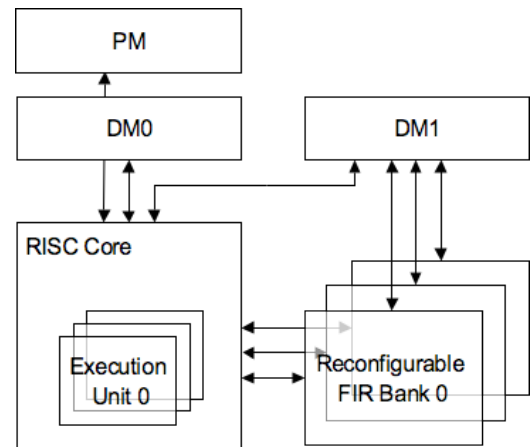 PM
DM0
DM1
RISC Core
Execution
Unit 0
Reconfigurable
FIR Bank 0